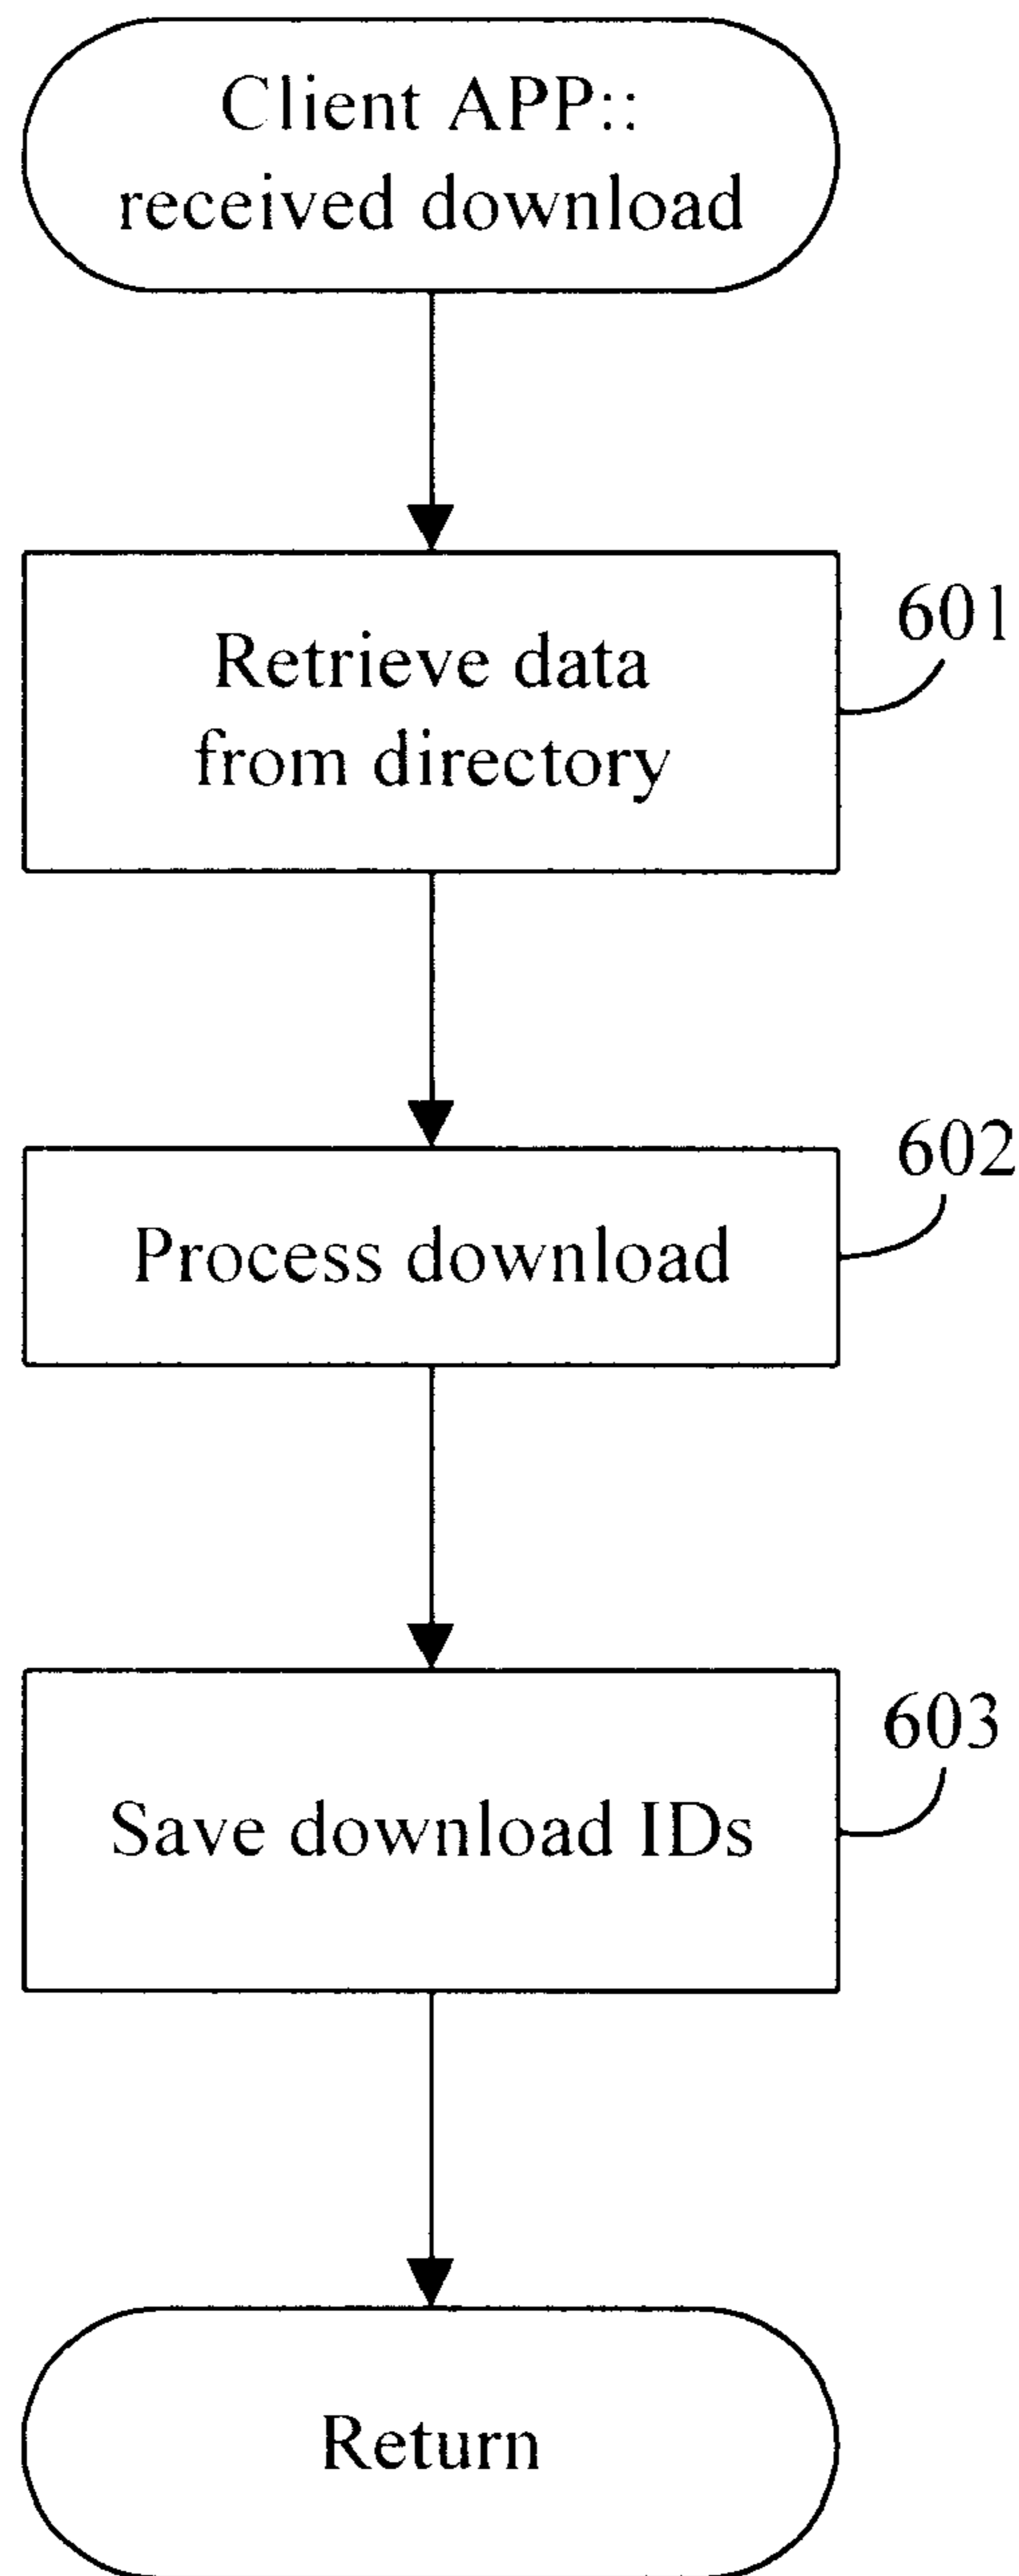 Client APP::
received download
Retrieve data
from directory
601
Process download
602
Save download IDs
603
Return